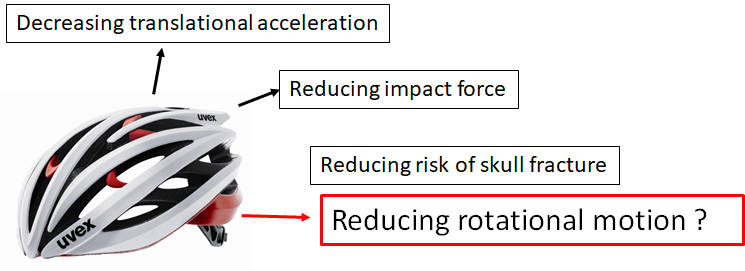 Decreasing translational acceleration
Reducing impact force
uvex
Reducing risk of skull fracture
Reducing rotational motion ?
uvex